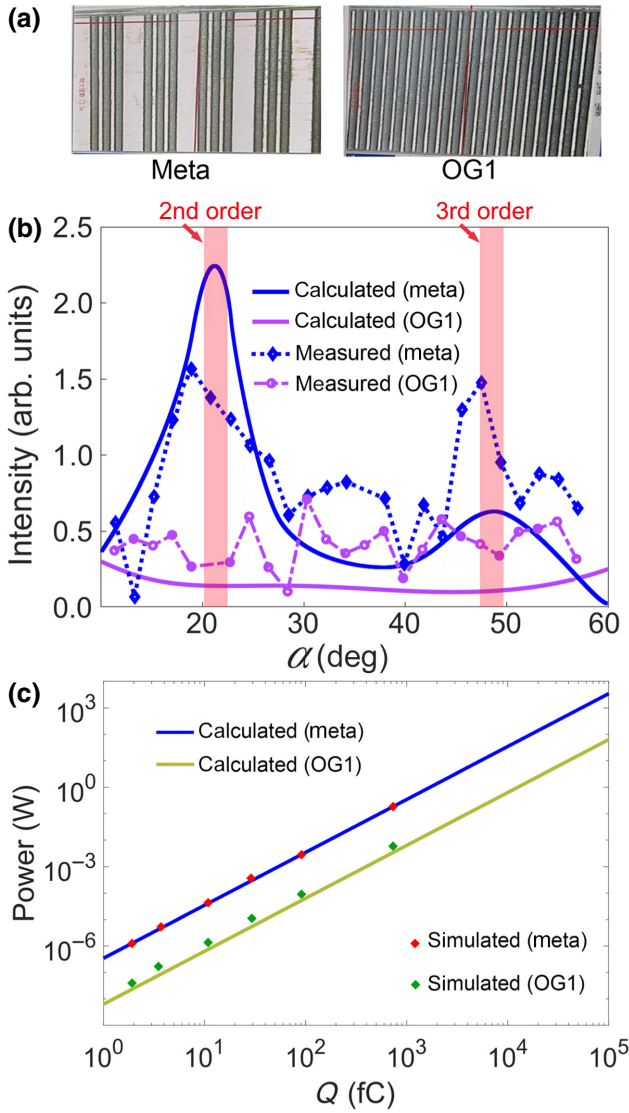 (a)
Meta
OG1
(b)
2nd order
3rd order
2.5
2.0
1.5
1.0
0.5
0.0
Intensity (arb. units)
Calculated (meta)
Calculated (OG1)
Measured (meta)
Measured (OG1)
20
30
40
50
60
α (deg)
(c)
10³
10⁰
10⁻³
10⁻⁶
Power (W)
Calculated (meta)
Calculated (OG1)
Simulated (meta)
Simulated (OG1)
10⁰
10¹
10²
10³
10⁴
10⁵
Q (fC)